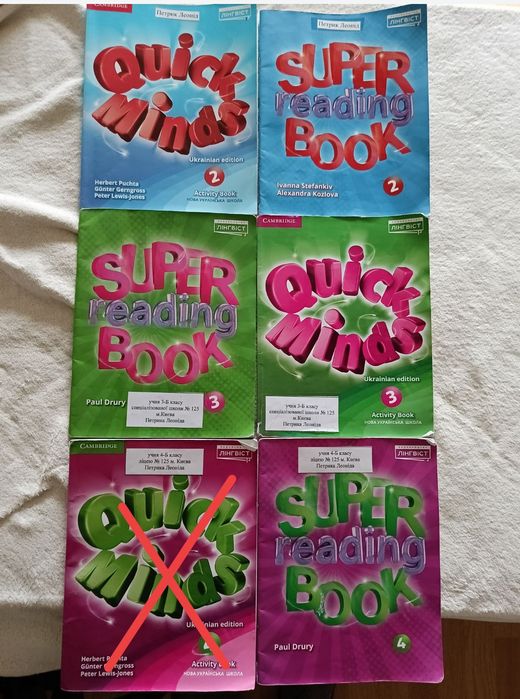 CAMBRIDGE
Петрик Леонід
ЛІНГВІСТ
Quick
Minds
Ukrainian edition
2
Herbert Puchta
Günter Gerngross
Peter Lewis-Jones
Activity Book
НОВА УКРАЇНСЬКА ШКОЛА
Петрик Леонід
ЛІНГВІСТ
SUPER
reading
BOOK
Ivanna Stefankiv
Alexandra Kozlova
2
ЛІНГВІСТ
SUPER
reading
BOOK
Paul Drury
3
учня 3-Б класу
спеціалізованої школи № 125
м.Києва
Петрика Леоніда
CAMBRIDGE
ЛІНГВІСТ
Quick
Minds
Ukrainian edition
3
Activity Book
НОВА УКРАЇНСЬКА ШКОЛА
учня 3-Б класу
спеціалізованої школи № 125
м.Києва
Петрика Леоніда
CAMBRIDGE
учня 4-Б класу
ліцею № 125 м. Києва
Петрика Леоніда
ЛІНГВІСТ
Quick
Minds
Ukrainian edition
Herbert Puchta
Günter Gerngross
Peter Lewis-Jones
Activity Book
НОВА УКРАЇНСЬКА ШКОЛА
учня 4-Б класу
ліцею № 125 м. Києва
Петрика Леоніда
ЛІНГВІСТ
SUPER
reading
BOOK
Paul Drury
4